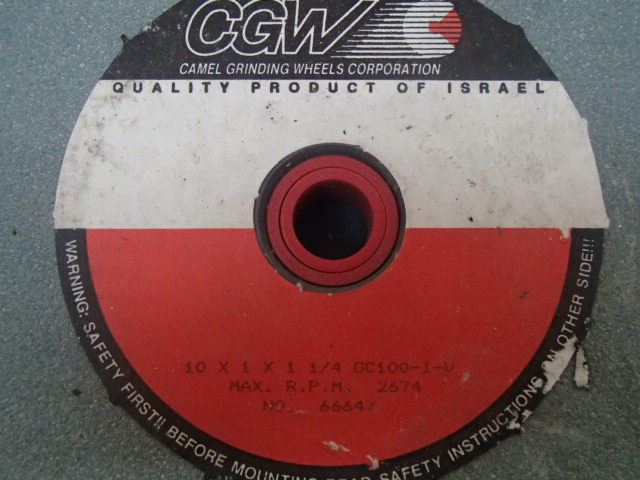 CGW
CAMEL GRINDING WHEELS CORPORATION
QUALITY PRODUCT OF ISRAEL
10 X 1 X 1 1/4 GC100-I-V
MAX. R.P.M. 2674
NO. 66647
WARNING: SAFETY FIRST!! BEFORE MOUNTING READ SAFETY INSTRUCTIONS ON OTHER SIDE!!!